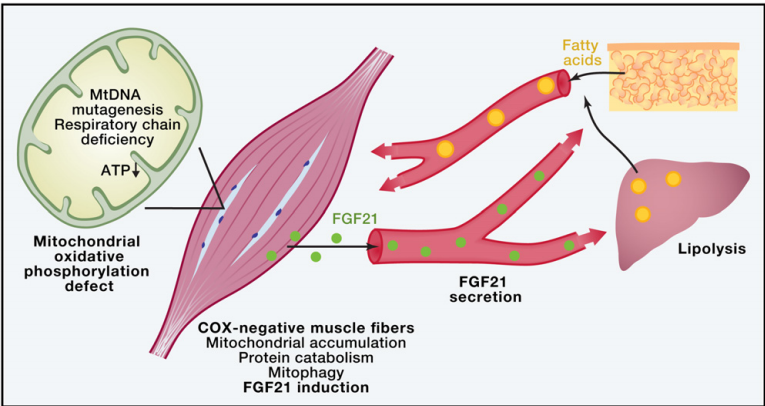 MtDNA
mutagenesis
Respiratory chain
deficiency
ATP↓
Mitochondrial
oxidative
phosphorylation
defect
FGF21
COX-negative muscle fibers
Mitochondrial accumulation
Protein catabolism
Mitophagy
FGF21 induction
FGF21
secretion
Fatty
acids
Lipolysis